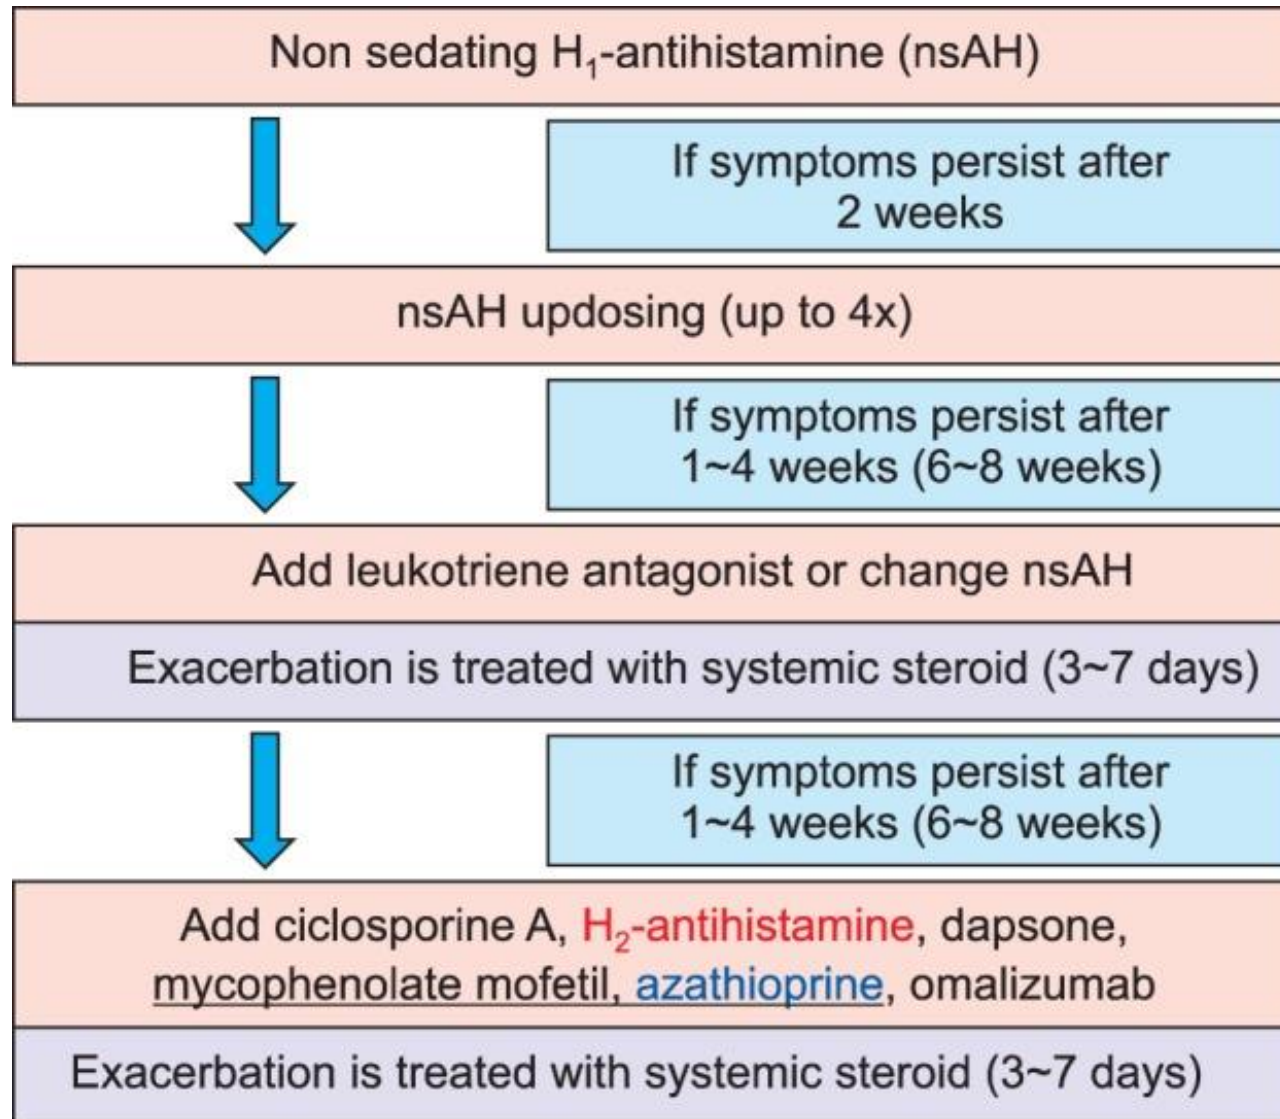 Non sedating H₁-antihistamine (nsAH)
If symptoms persist after
2 weeks
nsAH updosing (up to 4x)
If symptoms persist after
1~4 weeks (6~8 weeks)
Add leukotriene antagonist or change nsAH
Exacerbation is treated with systemic steroid (3~7 days)
If symptoms persist after
1~4 weeks (6~8 weeks)
Add ciclosporine A, H₂-antihistamine, dapsone,
mycophenolate mofetil, azathioprine, omalizumab
Exacerbation is treated with systemic steroid (3~7 days)